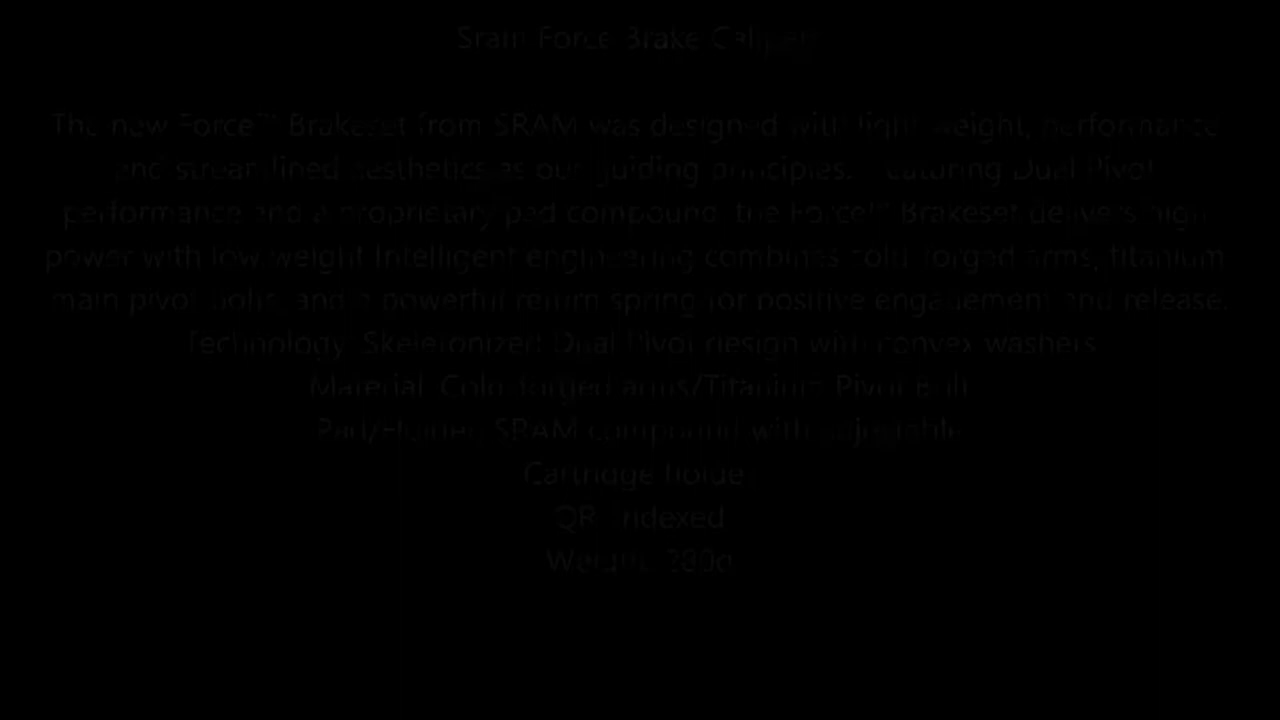 Sram Force Brake Calipers
The new Force™ Brakeset from SRAM was designed with light weight, performance
and streamlined aesthetics as our guiding principles. Featuring Dual Pivot
performance and a proprietary pad compound, the Force™ Brakeset delivers high
power with low weight Intelligent engineering combines cold forged arms, titanium
main pivot bolts, and a powerful return spring for positive engagement and release.
Technology: Skeletonized Dual Pivot design with convex washers
Material: Cold forged arms/Titanium Pivot Bolt
Pad/Holder: SRAM compound with adjustable
Cartridge holder
QR: Indexed
Weight: 280g